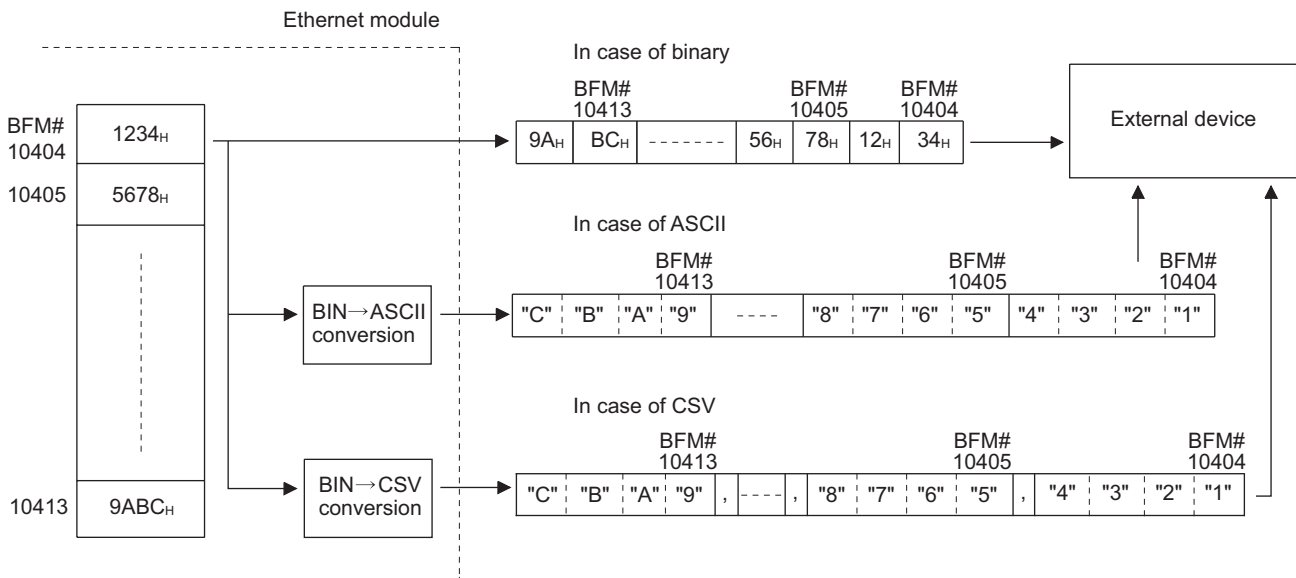 Ethernet module
BFM#
10404
1234H
10405
5678H
10413
9ABCH
BIN→ASCII
conversion
BIN→CSV
conversion
In case of binary
BFM#
10413
BFM#
10405
BFM#
10404
9AH BCH 56H 78H 12H 34H
In case of ASCII
BFM#
10413
BFM#
10405
BFM#
10404
"C" "B" "A" "9" "8" "7" "6" "5" "4" "3" "2" "1"
In case of CSV
BFM#
10413
BFM#
10405
BFM#
10404
"C" "B" "A" "9" , , "8" "7" "6" "5" , "4" "3" "2" "1"
External device